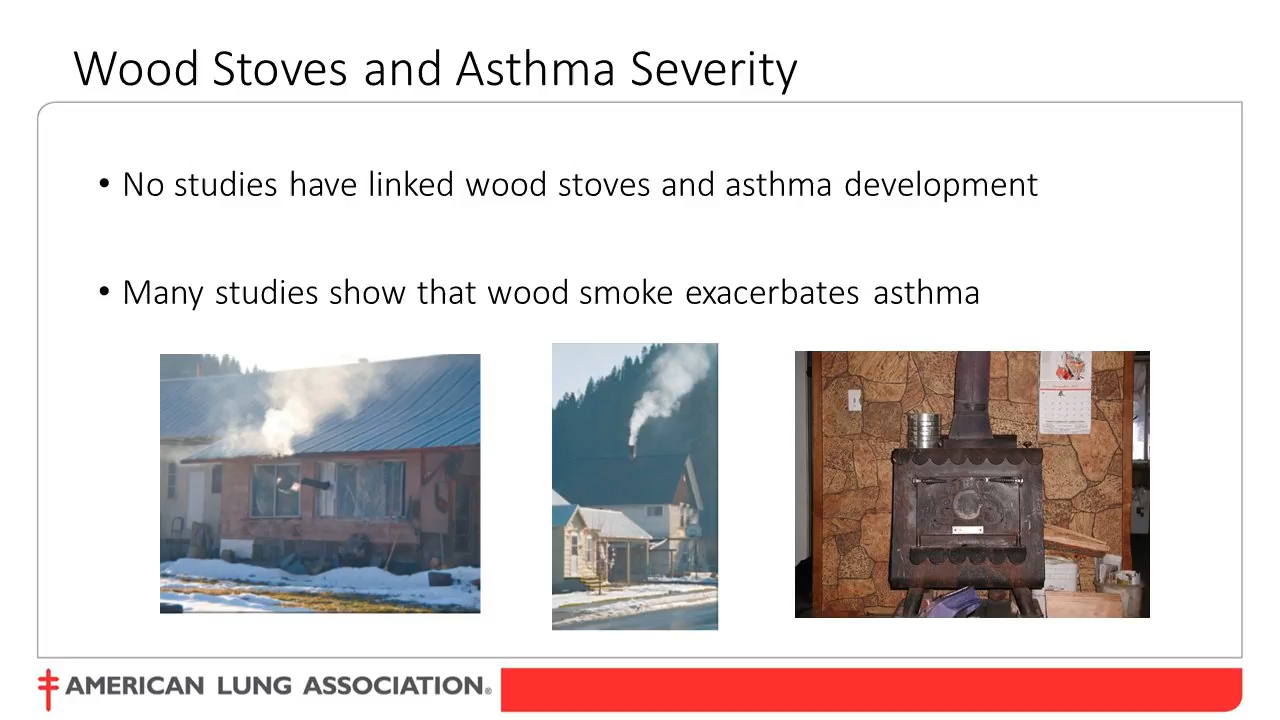 Wood Stoves and Asthma Severity
• No studies have linked wood stoves and asthma development
• Many studies show that wood smoke exacerbates asthma
AMERICAN LUNG ASSOCIATION®